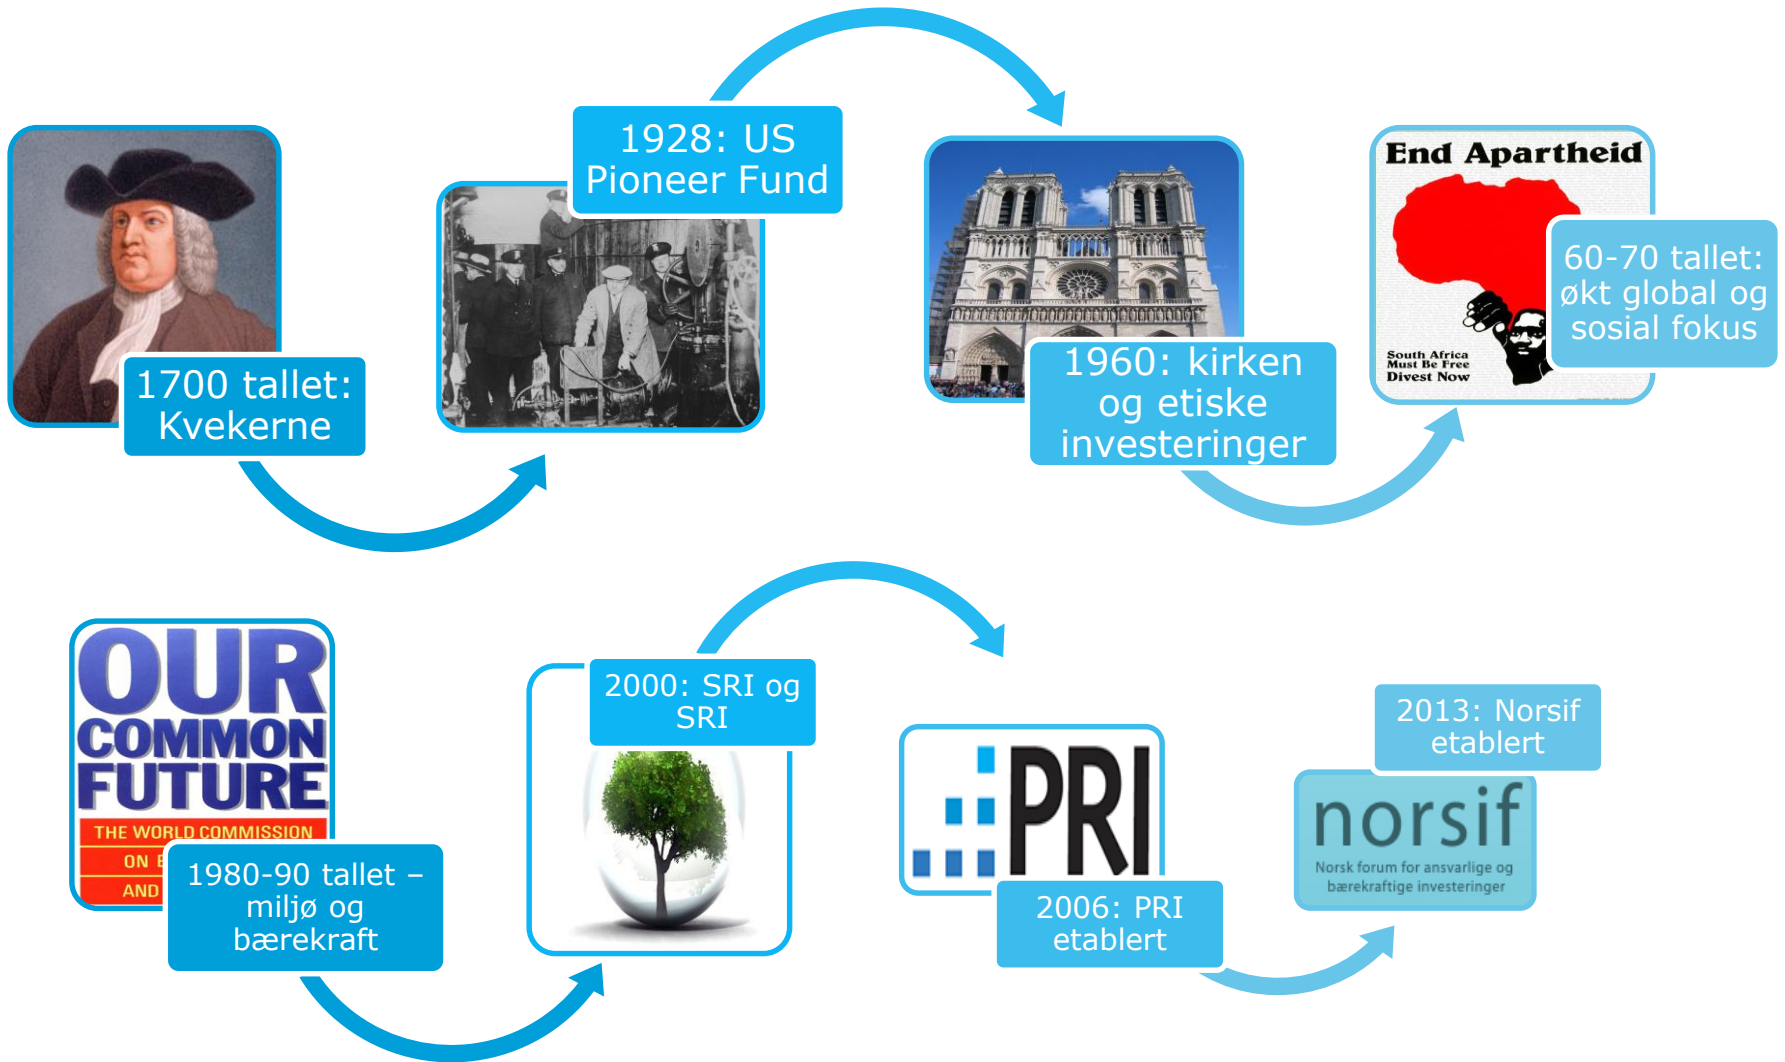 1700 tallet:
Kvekerne
1928: US
Pioneer Fund
1960: kirken
og etiske
investeringer
End Apartheid
South Africa
Must Be Free
Divest Now
60-70 tallet:
økt global og
sosial fokus
OUR
COMMON
FUTURE
THE WORLD COMMISSION
ON
AND
1980-90 tallet –
miljø og
bærekraft
2000: SRI og
SRI
PRI
2006: PRI
etablert
2013: Norsif
etablert
norsif
Norsk forum for ansvarlige og
bærekraftige investeringer